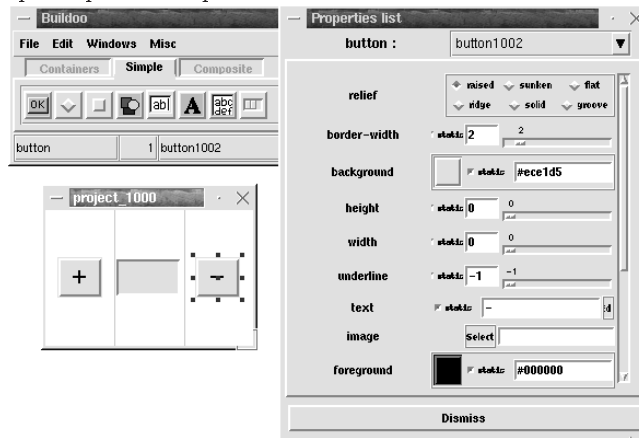 Buildoo
File Edit Windows Misc
Containers Simple Composite
OK ab| A abc def
button 1 button1002
project_1000
+ -
Properties list
button : button1002
relief raised sunken flat
ridge solid groove
border-width static 2 2
background static #ece1d5
height static 0 0
width static 0 0
underline static -1 -1
text static -
image Select
foreground static #000000
Dismiss